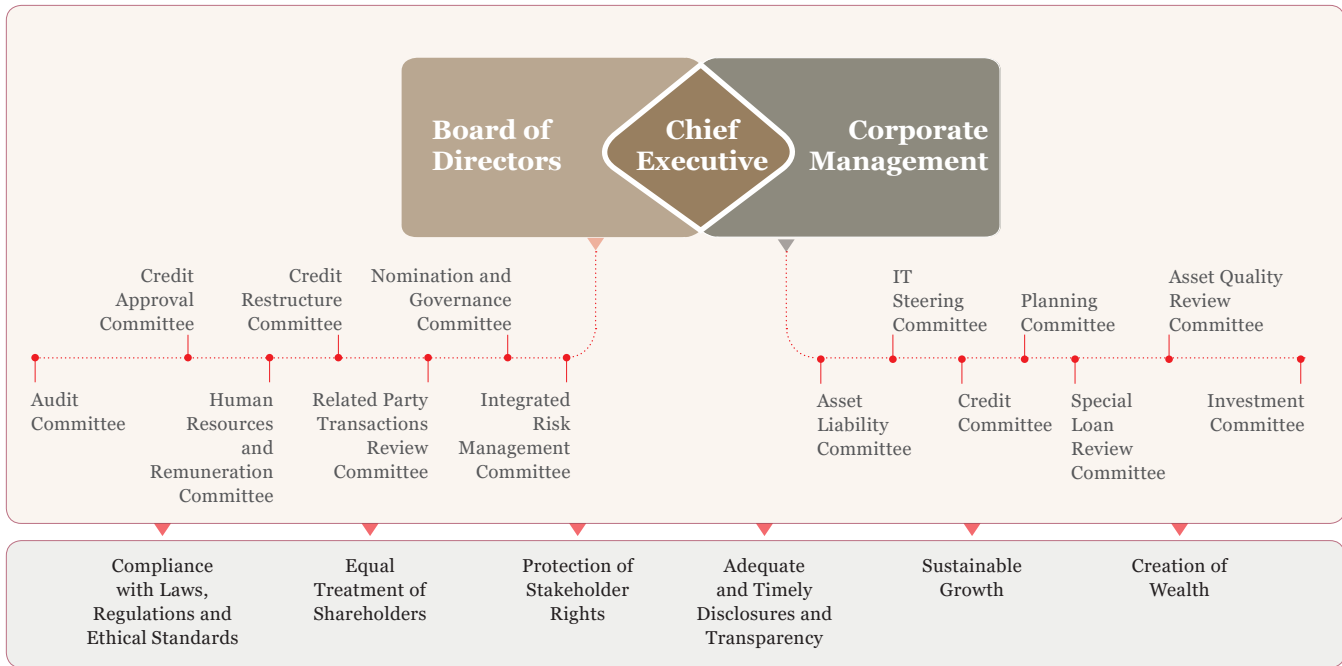 Board of
Directors
Chief
Executive
Corporate
Management
Credit
Approval
Committee
Credit
Restructure
Committee
Nomination and
Governance
Committee
IT
Steering
Committee
Planning
Committee
Asset Quality
Review
Committee
Audit
Committee
Human
Resources
and
Remuneration
Committee
Related Party
Transactions
Review
Committee
Integrated
Risk
Management
Committee
Asset
Liability
Committee
Credit
Committee
Special
Loan
Review
Committee
Investment
Committee
Compliance
with Laws,
Regulations and
Ethical Standards
Equal
Treatment of
Shareholders
Protection of
Stakeholder
Rights
Adequate
and Timely
Disclosures and
Transparency
Sustainable
Growth
Creation of
Wealth